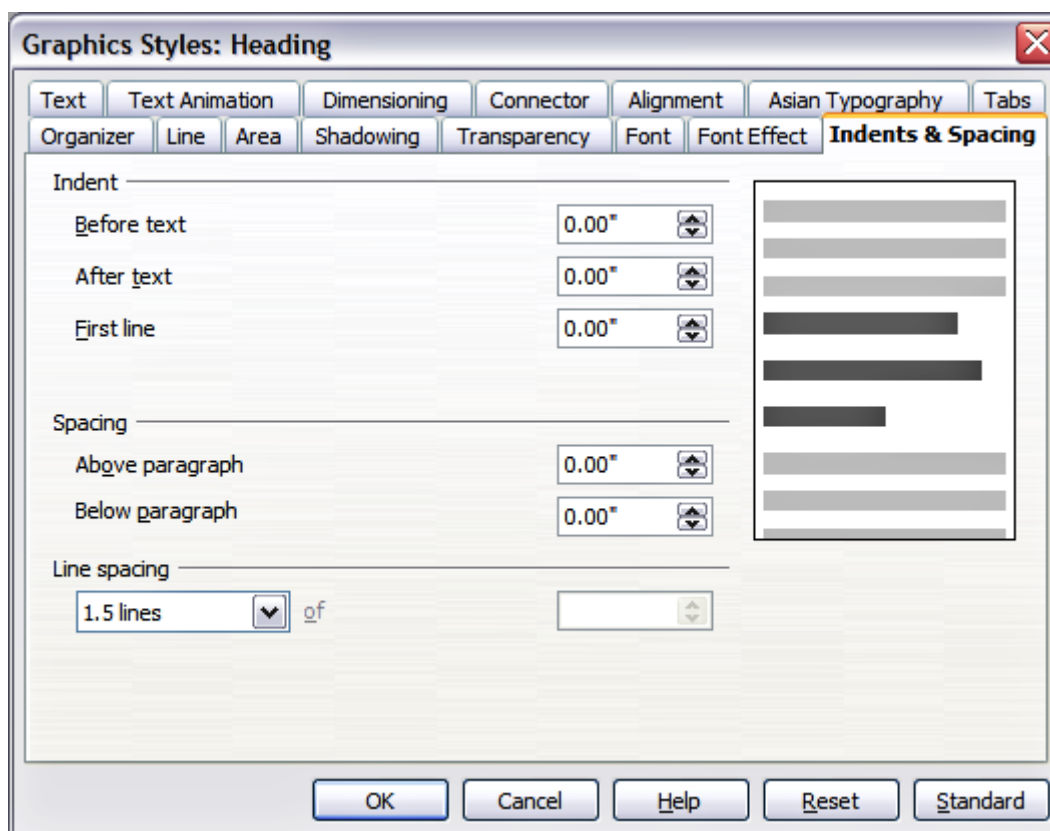 Graphics Styles: Heading
Text Text Animation Dimensioning Connector Alignment Asian Typography Tabs
Organizer Line Area Shadowing Transparency Font Font Effect Indents & Spacing
Indent
Before text 0.00"
After text 0.00"
First line 0.00"
Spacing
Above paragraph 0.00"
Below paragraph 0.00"
Line spacing
1.5 lines of
OK Cancel Help Reset Standard